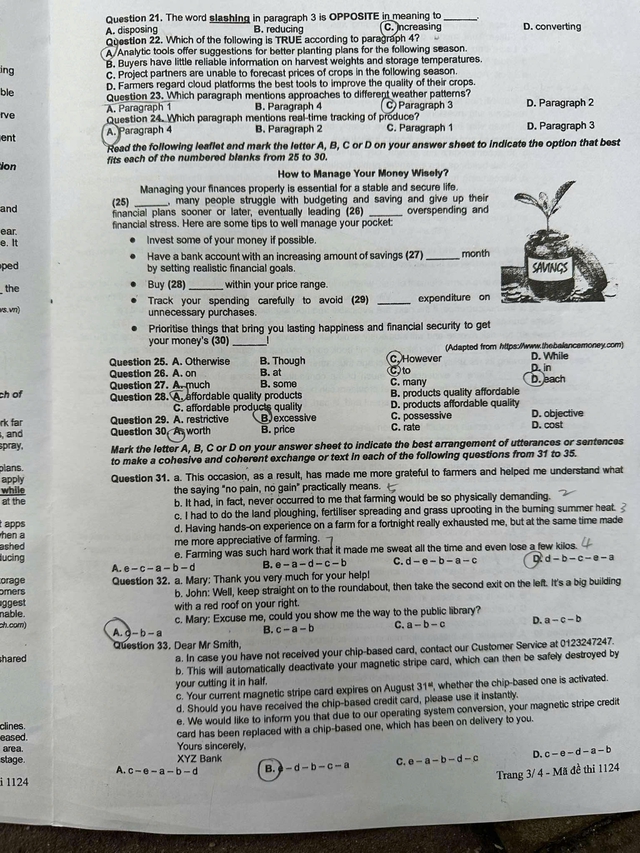 Question 21. The word slashing in paragraph 3 is OPPOSITE in meaning to ______.
A. disposing B. reducing C. increasing D. converting
Question 22. Which of the following is TRUE according to paragraph 4?
A. Analytic tools offer suggestions for better planting plans for the following season.
B. Buyers have little reliable information on harvest weights and storage temperatures.
C. Project partners are unable to forecast prices of crops in the following season.
D. Farmers regard cloud platforms the best tools to improve the quality of their crops.
Question 23. Which paragraph mentions approaches to different weather patterns?
A. Paragraph 1 B. Paragraph 4 C. Paragraph 3 D. Paragraph 2
Question 24. Which paragraph mentions real-time tracking of produce?
A. Paragraph 4 B. Paragraph 2 C. Paragraph 1 D. Paragraph 3
Read the following leaflet and mark the letter A, B, C or D on your answer sheet to indicate the option that best
fits each of the numbered blanks from 25 to 30.
How to Manage Your Money Wisely?
Managing your finances properly is essential for a stable and secure life.
(25) ______, many people struggle with budgeting and saving and give up their
financial plans sooner or later, eventually leading (26) ______ overspending and
financial stress. Here are some tips to well manage your pocket:
• Invest some of your money if possible.
• Have a bank account with an increasing amount of savings (27) ______ month
by setting realistic financial goals.
• Buy (28) ______ within your price range.
• Track your spending carefully to avoid (29) ______ expenditure on
unnecessary purchases.
• Prioritise things that bring you lasting happiness and financial security to get
your money's (30) ______!
SAVINGS
(Adapted from https://www.thebalancemoney.com)
Question 25. A. Otherwise B. Though C. However D. While
Question 26. A. on B. at C. to D. in
Question 27. A. much B. some C. many D. each
Question 28. A. affordable quality products B. products quality affordable
C. affordable products quality D. products affordable quality
Question 29. A. restrictive B. excessive C. possessive D. objective
Question 30. A. worth B. price C. rate D. cost
Mark the letter A, B, C or D on your answer sheet to indicate the best arrangement of utterances or sentences
to make a cohesive and coherent exchange or text in each of the following questions from 31 to 35.
Question 31. a. This occasion, as a result, has made me more grateful to farmers and helped me understand what
the saying "no pain, no gain" practically means. 5
b. It had, in fact, never occurred to me that farming would be so physically demanding. 2
c. I had to do the land ploughing, fertiliser spreading and grass uprooting in the burning summer heat. 3
d. Having hands-on experience on a farm for a fortnight really exhausted me, but at the same time made
me more appreciative of farming. 1
e. Farming was such hard work that it made me sweat all the time and even lose a few kilos. 4
A. e – c – a – b – d B. e – a – d – c – b C. d – e – b – a – c D. d – b – c – e – a
Question 32. a. Mary: Thank you very much for your help!
b. John: Well, keep straight on to the roundabout, then take the second exit on the left. It's a big building
with a red roof on your right.
c. Mary: Excuse me, could you show me the way to the public library?
A. c – b – a B. c – a – b C. a – b – c D. a – c – b
Question 33. Dear Mr Smith,
a. In case you have not received your chip-based card, contact our Customer Service at 0123247247.
b. This will automatically deactivate your magnetic stripe card, which can then be safely destroyed by
your cutting it in half.
c. Your current magnetic stripe card expires on August 31st, whether the chip-based one is activated.
d. Should you have received the chip-based credit card, please use it instantly.
e. We would like to inform you that due to our operating system conversion, your magnetic stripe credit
card has been replaced with a chip-based one, which has been on delivery to you.
Yours sincerely,
XYZ Bank
A. c – e – a – b – d B. e – d – b – c – a C. e – a – b – d – c D. c – e – d – a – b
Trang 3/ 4 - Mã đề thi 1124